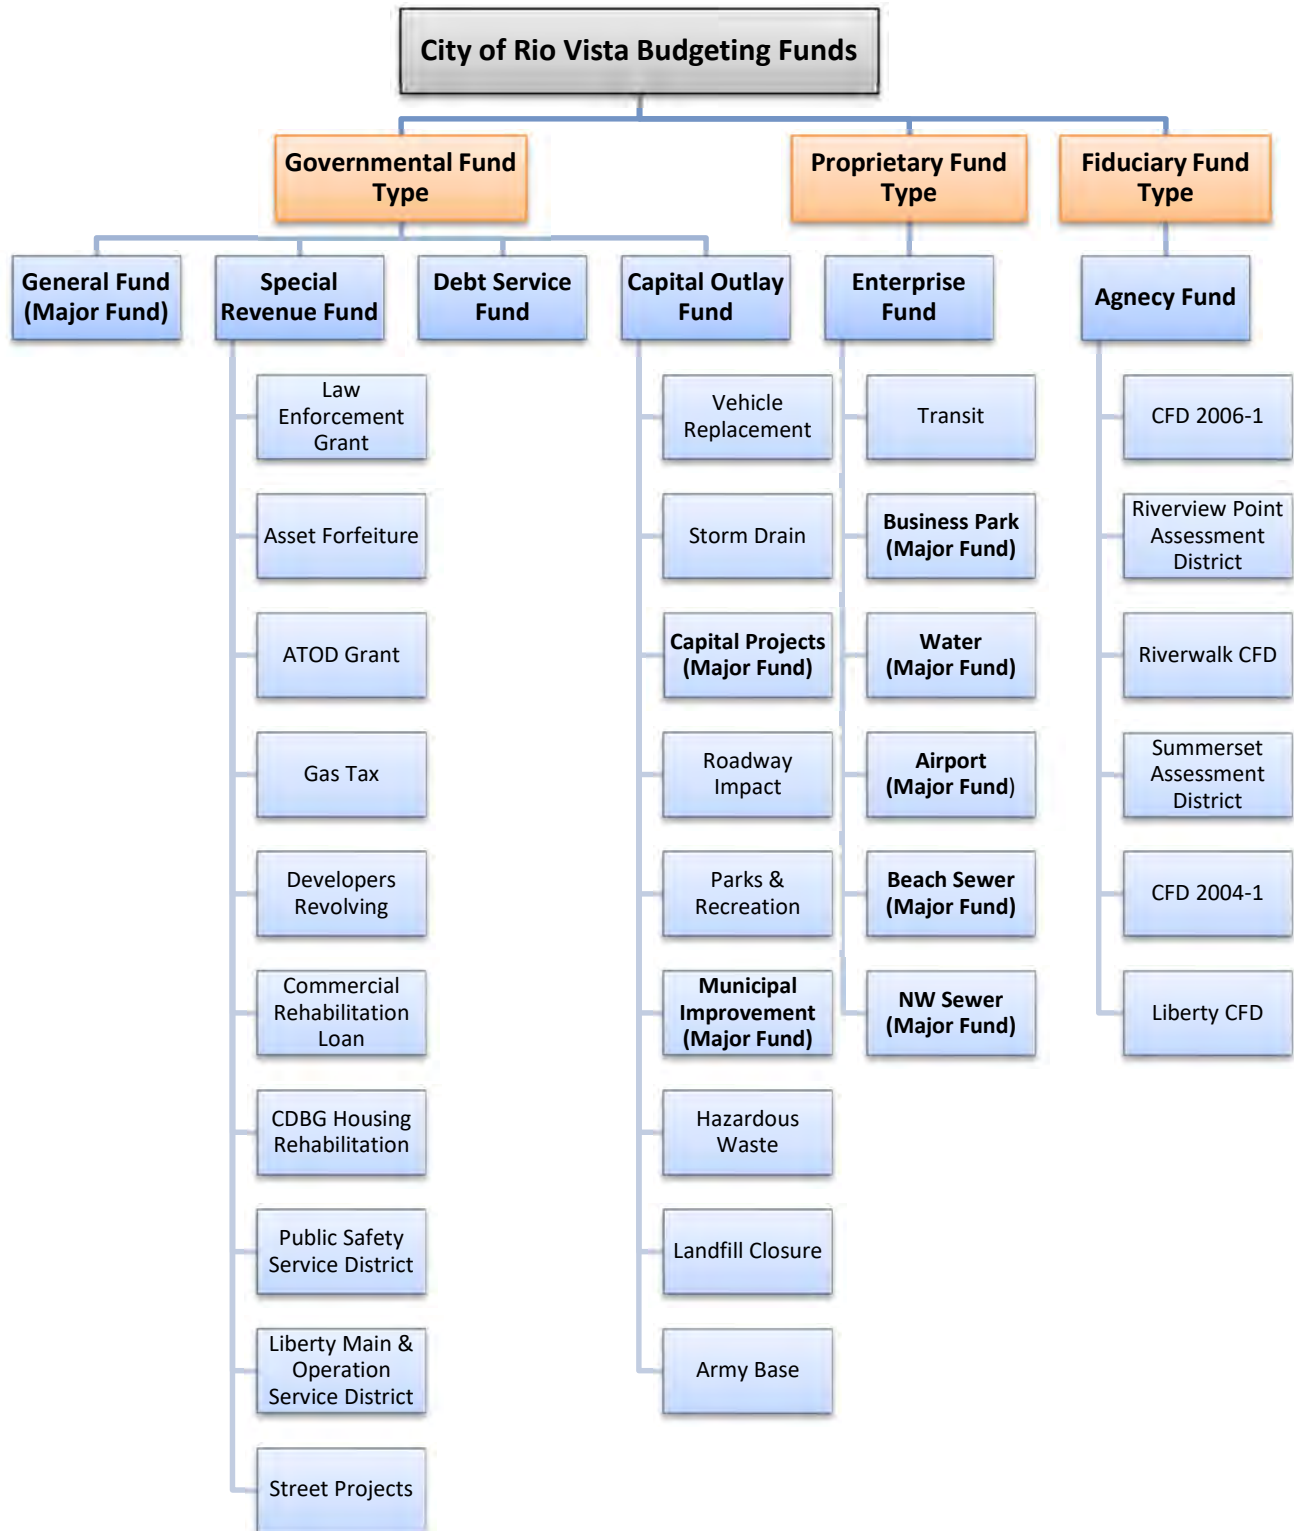 City of Rio Vista Budgeting Funds
Governmental Fund
Type
Proprietary Fund
Type
Fiduciary Fund
Type
General Fund
(Major Fund)
Special
Revenue Fund
Debt Service
Fund
Capital Outlay
Fund
Enterprise
Fund
Agnecy Fund
Law
Enforcement
Grant
Asset Forfeiture
ATOD Grant
Gas Tax
Developers
Revolving
Commercial
Rehabilitation
Loan
CDBG Housing
Rehabilitation
Public Safety
Service District
Liberty Main &
Operation
Service District
Street Projects
Vehicle
Replacement
Storm Drain
Capital Projects
(Major Fund)
Roadway
Impact
Parks &
Recreation
Municipal
Improvement
(Major Fund)
Hazardous
Waste
Landfill Closure
Army Base
Transit
Business Park
(Major Fund)
Water
(Major Fund)
Airport
(Major Fund)
Beach Sewer
(Major Fund)
NW Sewer
(Major Fund)
CFD 2006-1
Riverview Point
Assessment
District
Riverwalk CFD
Summerset
Assessment
District
CFD 2004-1
Liberty CFD